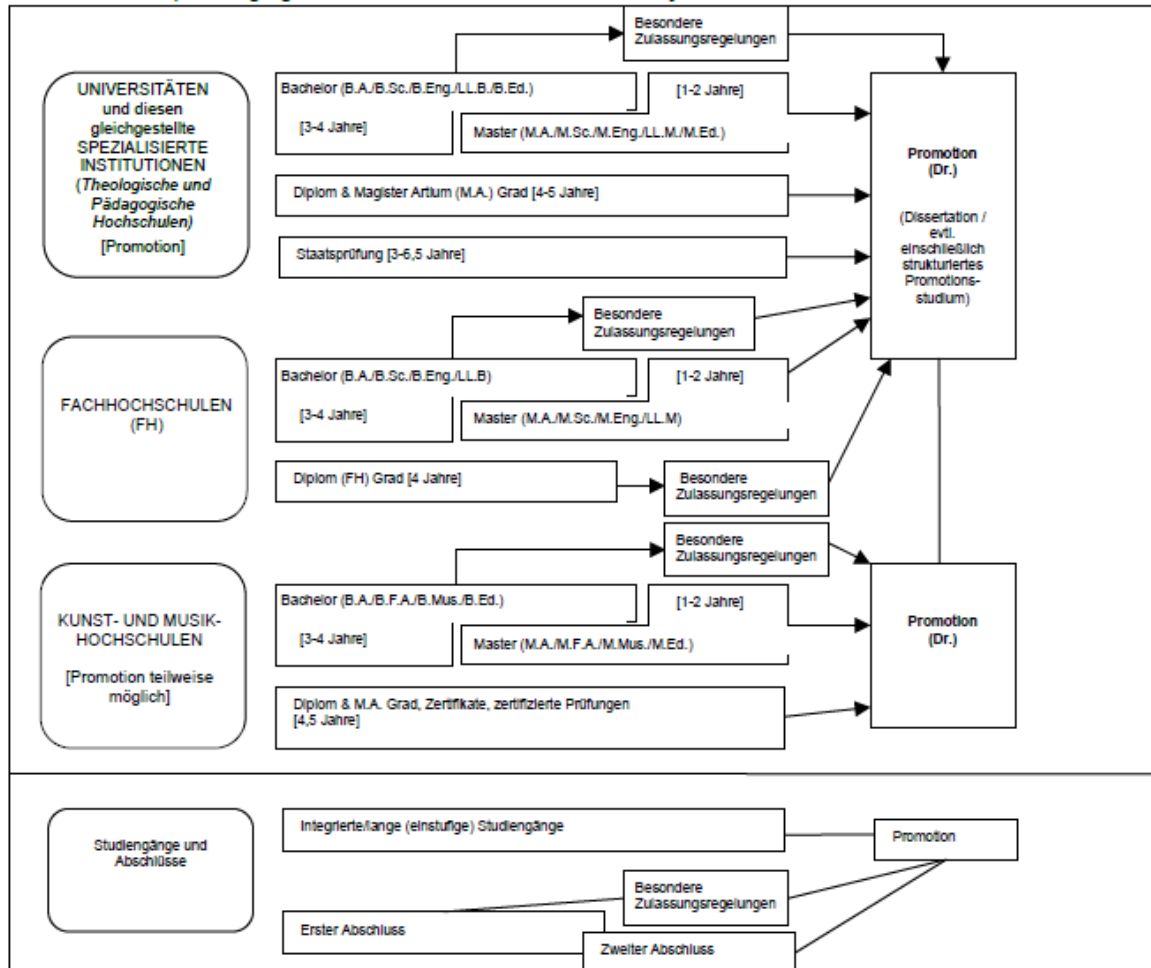 Besondere
Zulassungsregelungen
UNIVERSITÄTEN
und diesen
gleichgestellte
SPEZIALISIERTE
INSTITUTIONEN
(Theologische und
Pädagogische
Hochschulen)
[Promotion]
Bachelor (B.A./B.Sc./B.Eng./LL.B./B.Ed.)
[3-4 Jahre]
[1-2 Jahre]
Master (M.A./M.Sc./M.Eng./LL.M./M.Ed.)
Diplom & Magister Artium (M.A.) Grad [4-5 Jahre]
Staatsprüfung [3-6,5 Jahre]
Promotion
(Dr.)
(Dissertation /
evtl.
einschließlich
strukturiertes
Promotions-
studium)
Besondere
Zulassungsregelungen
FACHHOCHSCHULEN
(FH)
Bachelor (B.A./B.Sc./B.Eng./LL.B)
[3-4 Jahre]
[1-2 Jahre]
Master (M.A./M.Sc./M.Eng./LL.M)
Diplom (FH) Grad [4 Jahre]
Besondere
Zulassungsregelungen
Besondere
Zulassungsregelungen
KUNST- UND MUSIK-
HOCHSCHULEN
[Promotion teilweise
möglich]
Bachelor (B.A./B.F.A./B.Mus./B.Ed.)
[3-4 Jahre]
[1-2 Jahre]
Master (M.A./M.F.A./M.Mus./M.Ed.)
Diplom & M.A. Grad, Zertifikate, zertifizierte Prüfungen
[4,5 Jahre]
Promotion
(Dr.)
Studiengänge und
Abschlüsse
Integrierte/lange (einstufige) Studiengänge
Promotion
Besondere
Zulassungsregelungen
Erster Abschluss
Zweiter Abschluss